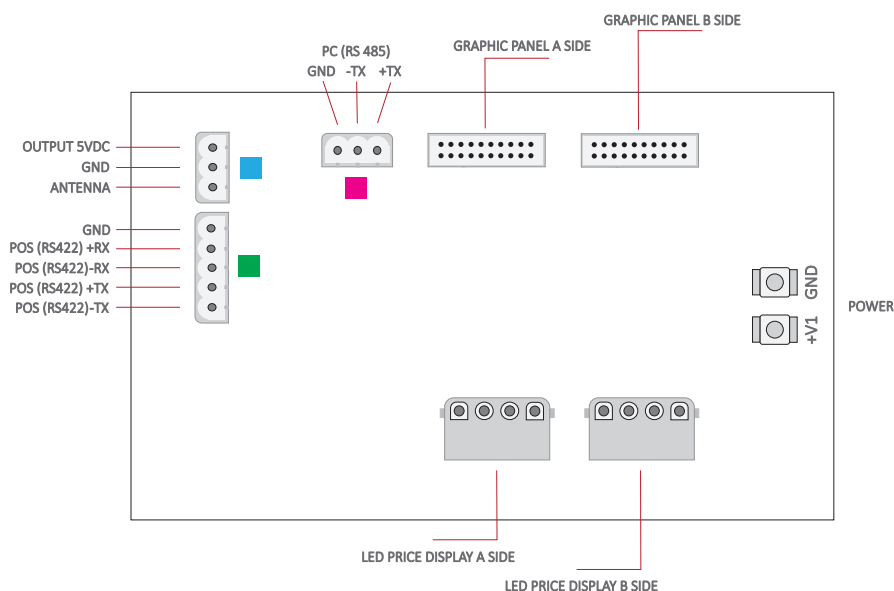 GRAPHIC PANEL B SIDE
GRAPHIC PANEL A SIDE
PC (RS 485)
GND -TX +TX
OUTPUT 5VDC
GND
ANTENNA
GND
POS (RS422) +RX
POS (RS422)-RX
POS (RS422) +TX
POS (RS422)-TX
GND
+V1
POWER
LED PRICE DISPLAY A SIDE
LED PRICE DISPLAY B SIDE